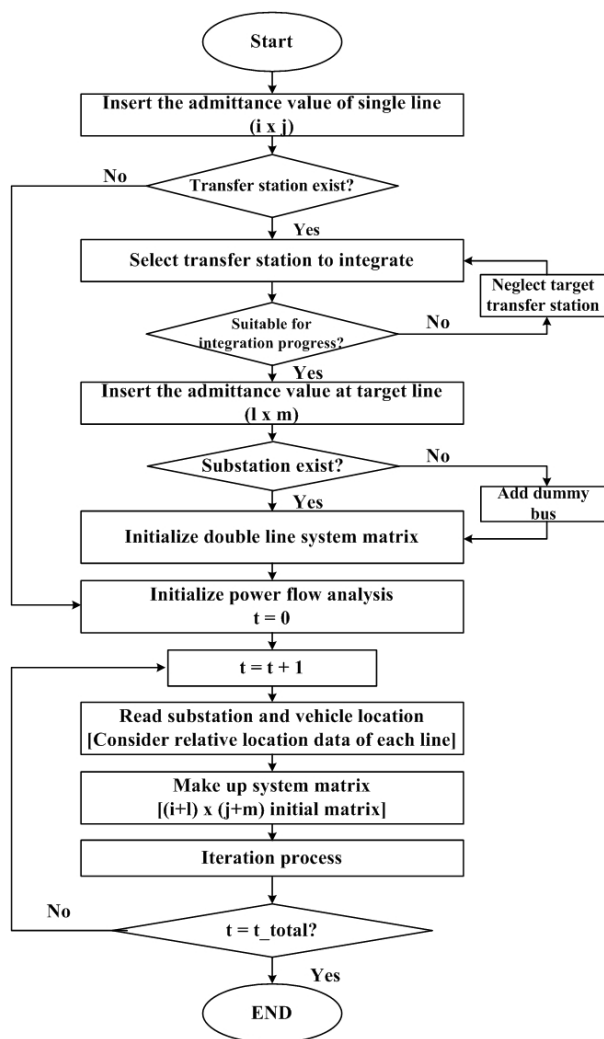 Start
Insert the admittance value of single line
(i x j)
No
Transfer station exist?
Yes
Select transfer station to integrate
Neglect target
transfer station
Suitable for
integration progress?
No
Yes
Insert the admittance value at target line
(l x m)
Substation exist?
No
Yes
Add dummy
bus
Initialize double line system matrix
Initialize power flow analysis
t = 0
t = t + 1
Read substation and vehicle location
[Consider relative location data of each line]
Make up system matrix
[(i+l) x (j+m) initial matrix]
Iteration process
No
t = t_total?
Yes
END